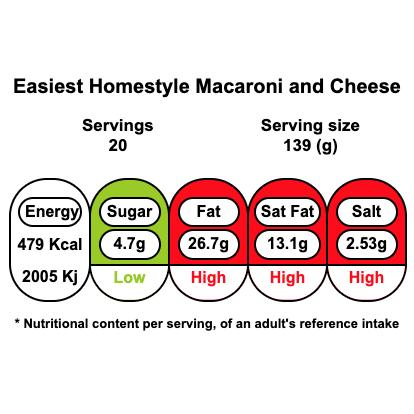 Easiest Homestyle Macaroni and Cheese
Servings Serving size
20 139 (g)
Energy Sugar Fat Sat Fat Salt
479 Kcal 4.7g 26.7g 13.1g 2.53g
2005 Kj Low High High High
* Nutritional content per serving, of an adult's reference intake